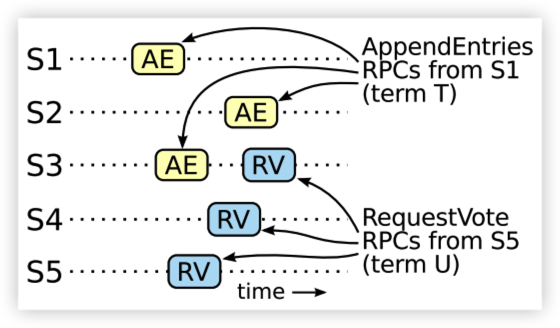 S1 AE
AppendEntries
RPCs from S1
(term T)
S2 AE
S3 AE RV
S4 RV
RequestVote
RPCs from S5
(term U)
S5 RV
time